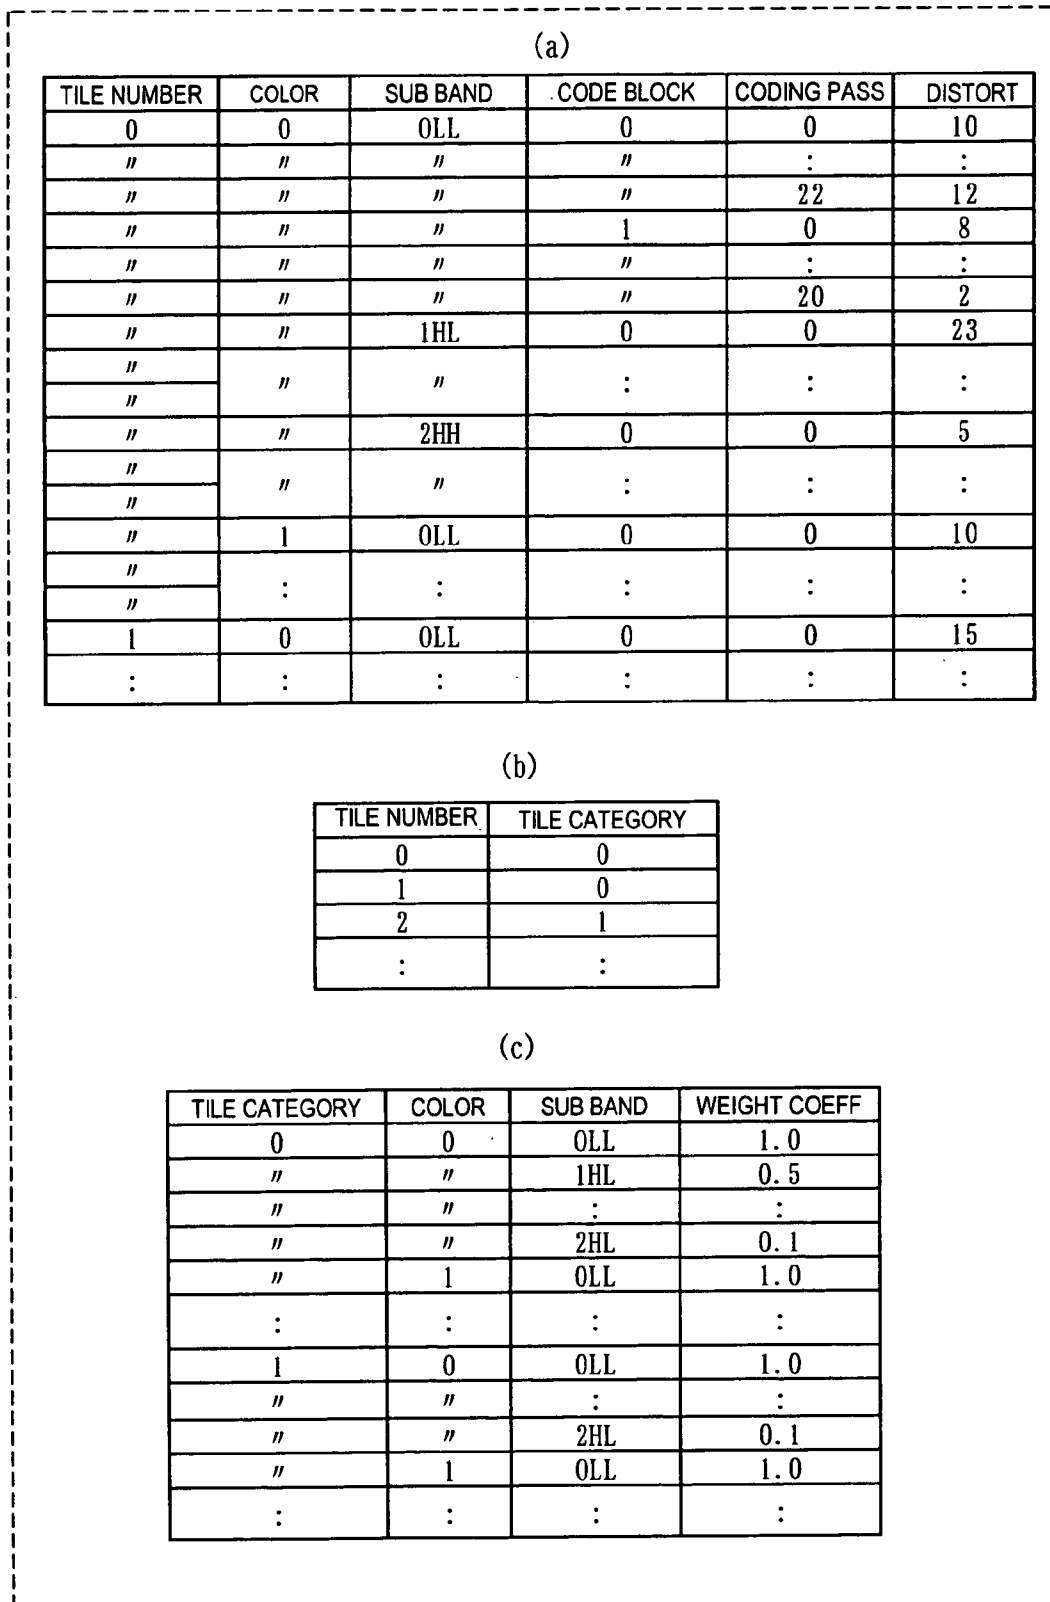 (a)
TILE NUMBER COLOR SUB BAND CODE BLOCK CODING PASS DISTORT
0 0 0LL 0 0 10
〃 〃 〃 〃 : :
〃 〃 〃 〃 22 12
〃 〃 〃 1 0 8
〃 〃 〃 〃 : :
〃 〃 〃 〃 20 2
〃 〃 1HL 0 0 23
〃
〃 〃 : : :
〃
〃 〃 2HH 0 0 5
〃
〃 〃 : : :
〃
〃 1 0LL 0 0 10
〃
: : : : :
〃
1 0 0LL 0 0 15
: : : : : :
(b)
TILE NUMBER TILE CATEGORY
0 0
1 0
2 1
: :
(c)
TILE CATEGORY COLOR SUB BAND WEIGHT COEFF
0 0 0LL 1.0
〃 〃 1HL 0.5
〃 〃 : :
〃 〃 2HL 0.1
〃 1 0LL 1.0
: : : :
1 0 0LL 1.0
〃 〃 : :
〃 〃 2HL 0.1
〃 1 0LL 1.0
: : : :